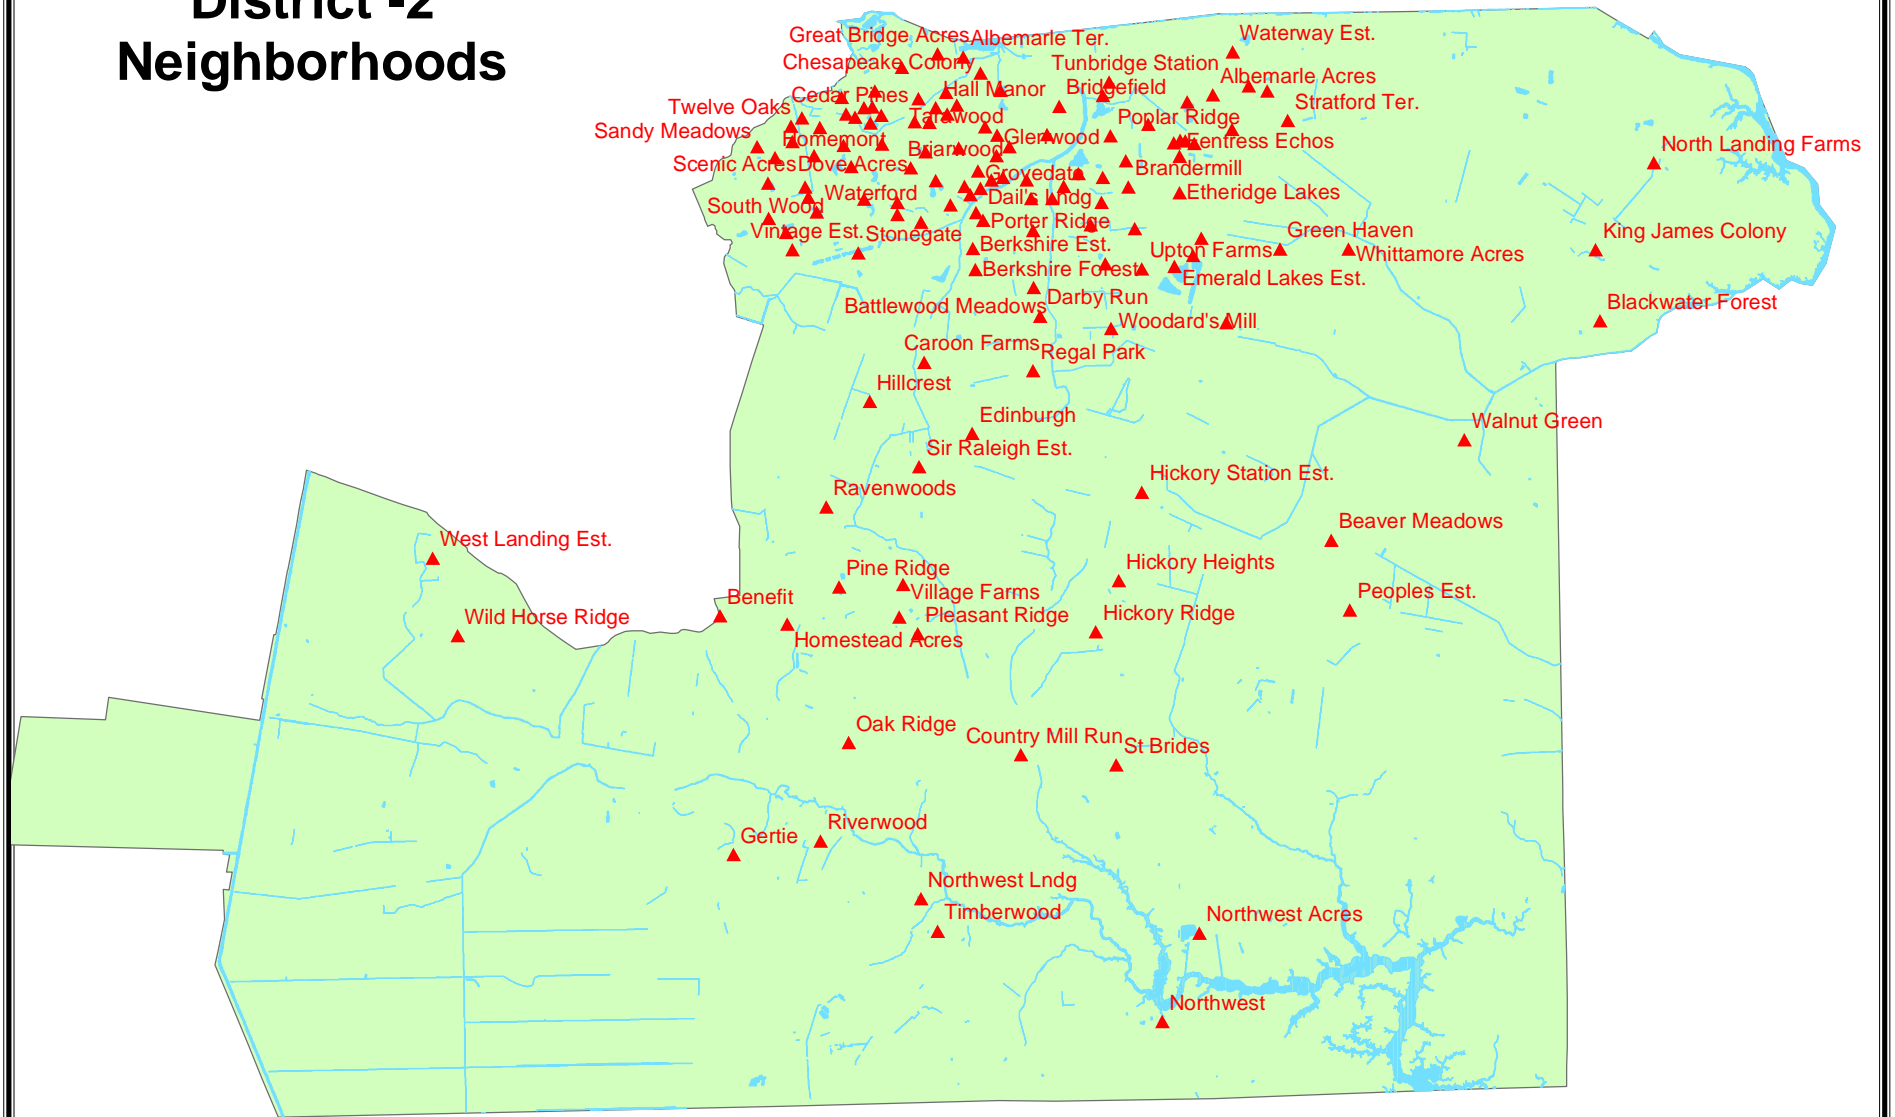 District -2
Neighborhoods
Great Bridge Acres
Albemarle Ter.
Waterway Est.
Chesapeake Colony
Tunbridge Station
Albemarle Acres
Cedar Pines
Hall Manor
Bridgefield
Stratford Ter.
Twelve Oaks
Tarawood
Poplar Ridge
Sandy Meadows
Homemont
Briarwood
Glenwood
Fentress Echos
North Landing Farms
Scenic Acres
Dove Acres
Grovedate
Brandermill
Waterford
Dail's Lndg
Etheridge Lakes
South Wood
Porter Ridge
Vintage Est.
Stonegate
Berkshire Est.
Upton Farms
Green Haven
Whittamore Acres
King James Colony
Berkshire Forest
Emerald Lakes Est.
Battlewood Meadows
Darby Run
Blackwater Forest
Woodard's Mill
Caroon Farms
Regal Park
Hillcrest
Edinburgh
Walnut Green
Sir Raleigh Est.
Hickory Station Est.
Ravenwoods
Beaver Meadows
West Landing Est.
Pine Ridge
Hickory Heights
Village Farms
Peoples Est.
Benefit
Wild Horse Ridge
Pleasant Ridge
Hickory Ridge
Homestead Acres
Oak Ridge
Country Mill Run
St Brides
Riverwood
Gertie
Northwest Lndg
Timberwood
Northwest Acres
Northwest